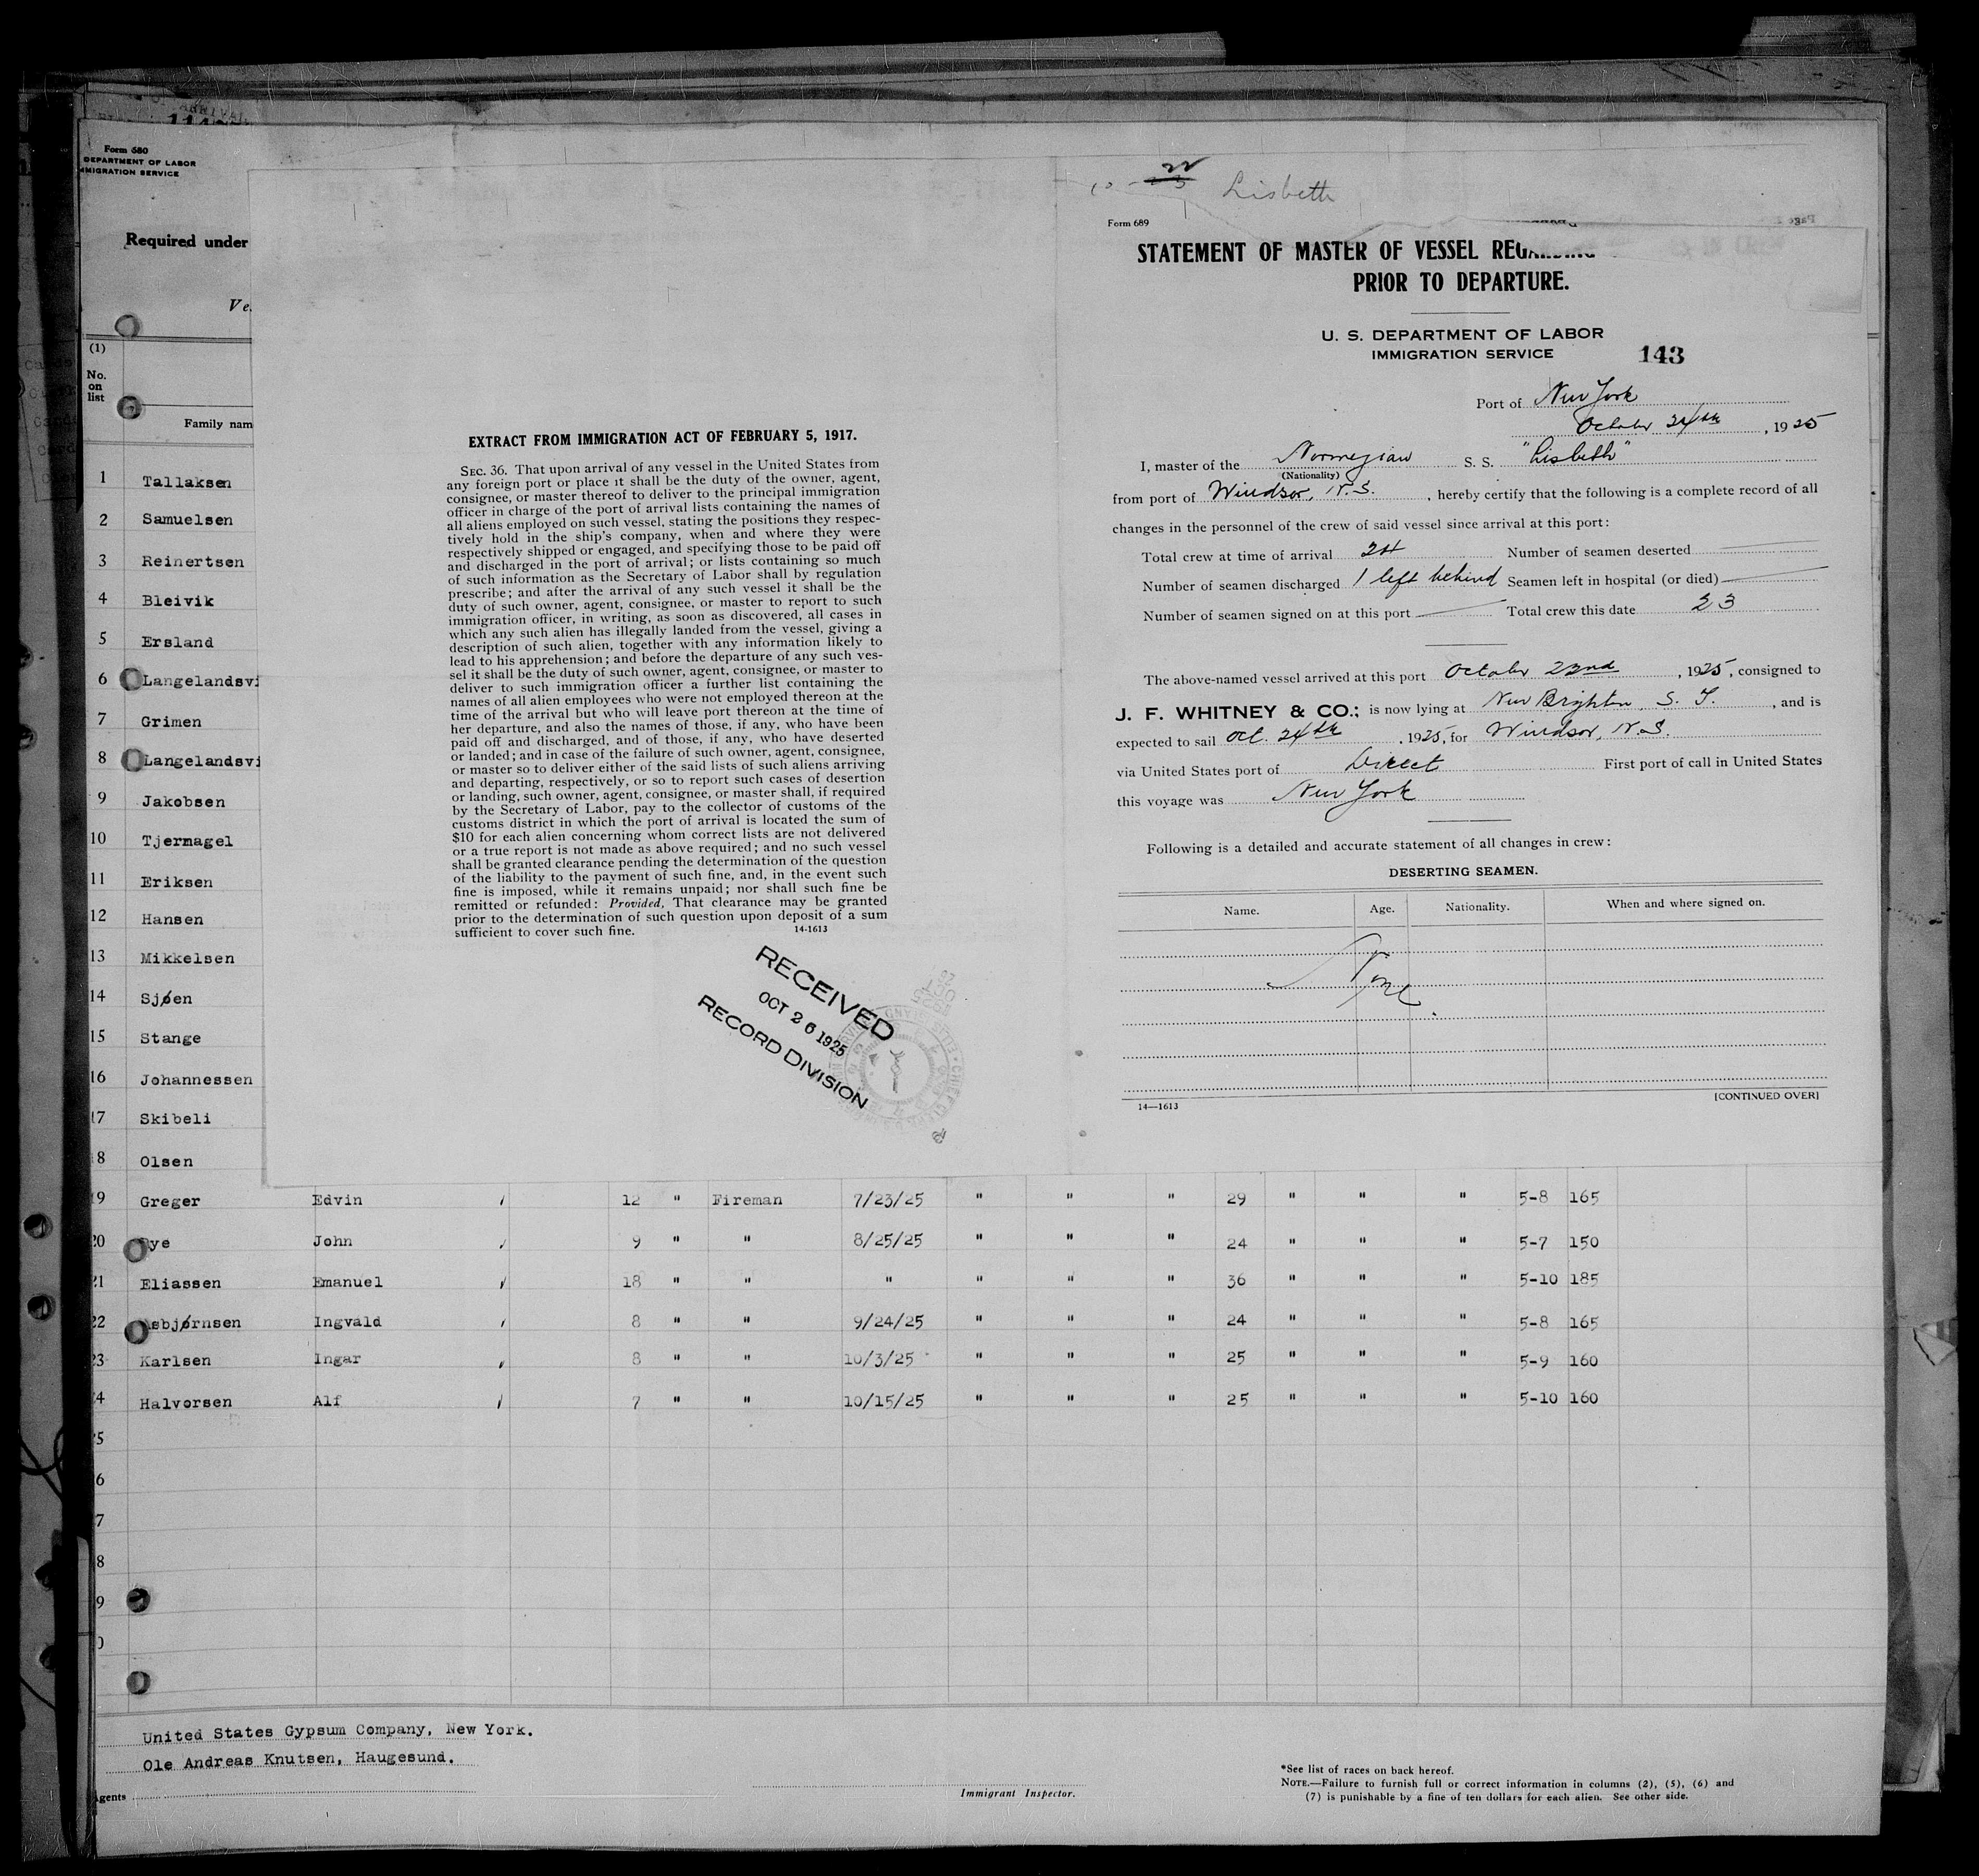 Form 680
DEPARTMENT OF LABOR
IMMIGRATION SERVICE
Required under
(1)
No.
on
list
Family nam
1 Tallaksen
2 Samuelsen
3 Reinertsen
4 Bleivik
5 Ersland
6 Langelandsvi
7 Grimen
8 Langelandsvi
9 Jakobsen
10 Tjernagel
11 Eriksen
12 Hansen
13 Mikkelsen
14 Sjøen
15 Stange
16 Johannessen
17 Skibeli
8 Olsen
EXTRACT FROM IMMIGRATION ACT OF FEBRUARY 5, 1917.
SEC. 36. That upon arrival of any vessel in the United States from
any foreign port or place it shall be the duty of the owner, agent,
consignee, or master thereof to deliver to the principal immigration
officer in charge of the port of arrival lists containing the names of
all aliens employed on such vessel, stating the positions they respec-
tively hold in the ship's company, when and where they were
respectively shipped or engaged, and specifying those to be paid off
and discharged in the port of arrival; or lists containing so much
of such information as the Secretary of Labor shall by regulation
prescribe; and after the arrival of any such vessel it shall be the
duty of such owner, agent, consignee, or master to report to such
immigration officer, in writing, as soon as discovered, all cases in
which any such alien has illegally landed from the vessel, giving a
description of such alien, together with any information likely to
lead to his apprehension; and before the departure of any such ves-
sel it shall be the duty of such owner, agent, consignee, or master to
deliver to such immigration officer a further list containing the
names of all alien employees who were not employed thereon at the
time of the arrival but who will leave port thereon at the time of
her departure, and also the names of those, if any, who have been
paid off and discharged, and of those, if any, who have deserted
or landed; and in case of the failure of such owner, agent, consignee,
or master so to deliver either of the said lists of such aliens arriving
and departing, respectively, or so to report such cases of desertion
or landing, such owner, agent, consignee, or master shall, if required
by the Secretary of Labor, pay to the collector of customs of the
customs district in which the port of arrival is located the sum of
$10 for each alien concerning whom correct lists are not delivered
or a true report is not made as above required; and no such vessel
shall be granted clearance pending the determination of the question
of the liability to the payment of such fine, and, in the event such
fine is imposed, while it remains unpaid; nor shall such fine be
remitted or refunded: Provided, That clearance may be granted
prior to the determination of such question upon deposit of a sum
sufficient to cover such fine.
14-1613
RECEIVED
OCT 26 1925
RECORD DIVISION
Lisbeth
Form 689
STATEMENT OF MASTER OF VESSEL REGARDING
PRIOR TO DEPARTURE.
U. S. DEPARTMENT OF LABOR
IMMIGRATION SERVICE
143
Port of New York
October 24th, 1925
I, master of the Norwegian S. S. "Lisbeth"
(Nationality)
from port of Windsor, N.S., hereby certify that the following is a complete record of all
changes in the personnel of the crew of said vessel since arrival at this port:
Total crew at time of arrival 24 Number of seamen deserted
Number of seamen discharged 1 left behind Seamen left in hospital (or died)
Number of seamen signed on at this port Total crew this date 23
The above-named vessel arrived at this port October 22nd, 1925, consigned to
J. F. WHITNEY & CO.; is now lying at New Brighton, S. I., and is
expected to sail Oct. 24th, 1925, for Windsor, N.S.
via United States port of Direct First port of call in United States
this voyage was New York
Following is a detailed and accurate statement of all changes in crew:
DESERTING SEAMEN.
Name. Age. Nationality. When and where signed on.
None
14—1613
[CONTINUED OVER]
9 Greger Edvin 12 " Fireman 7/23/25 " " " 29 " " " 5-8 165
20 ye John 9 " " 8/25/25 " " " 24 " " " 5-7 150
21 Eliassen Emanuel 18 " " " " " " 36 " " " 5-10 185
22 sbjørnsen Ingvald 8 " " 9/24/25 " " " 24 " " " 5-8 165
23 Karlsen Ingar 8 " " 10/3/25 " " " 25 " " " 5-9 160
4 Halvorsen Alf 7 " " 10/15/25 " " " 25 " " " 5-10 160
5
6
7
8
9
0
United States Gypsum Company, New York.
Ole Andreas Knutsen, Haugesund.
gents
Immigrant Inspector.
*See list of races on back hereof.
NOTE.—Failure to furnish full or correct information in columns (2), (5), (6) and
(7) is punishable by a fine of ten dollars for each alien. See other side.